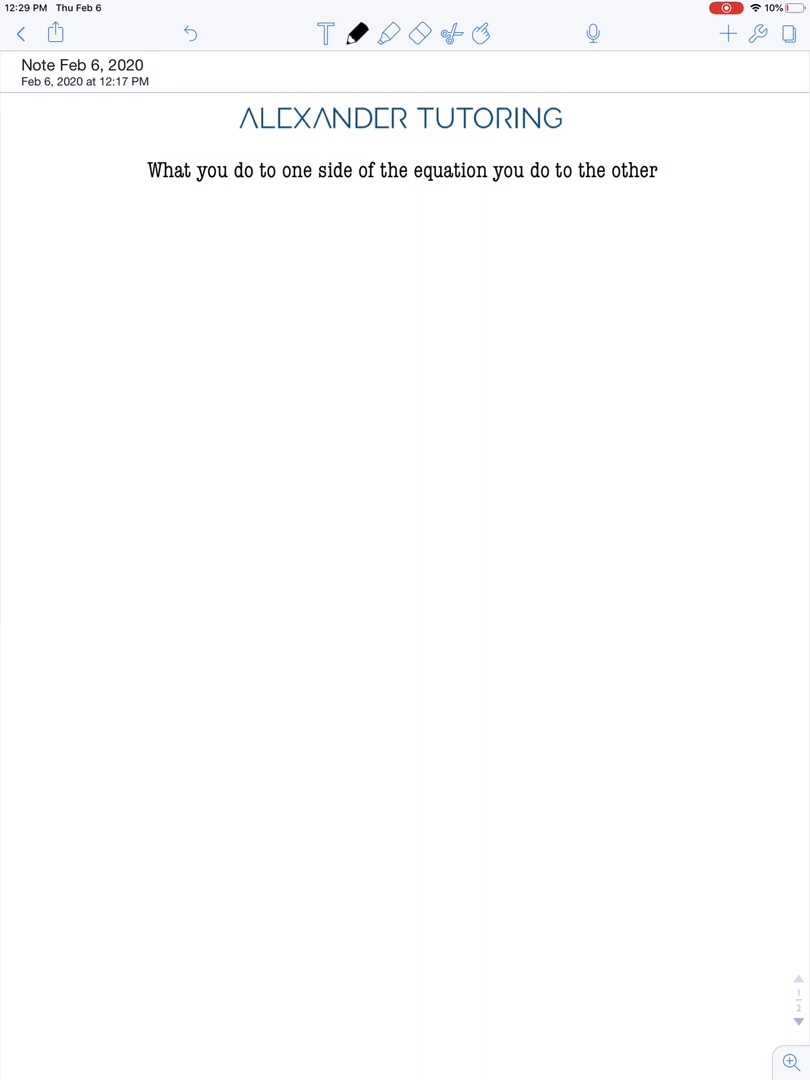 12:29 PM Thu Feb 6
10%
T
Note Feb 6, 2020
Feb 6, 2020 at 12:17 PM
ALEXANDER TUTORING
What you do to one side of the equation you do to the other
1
2